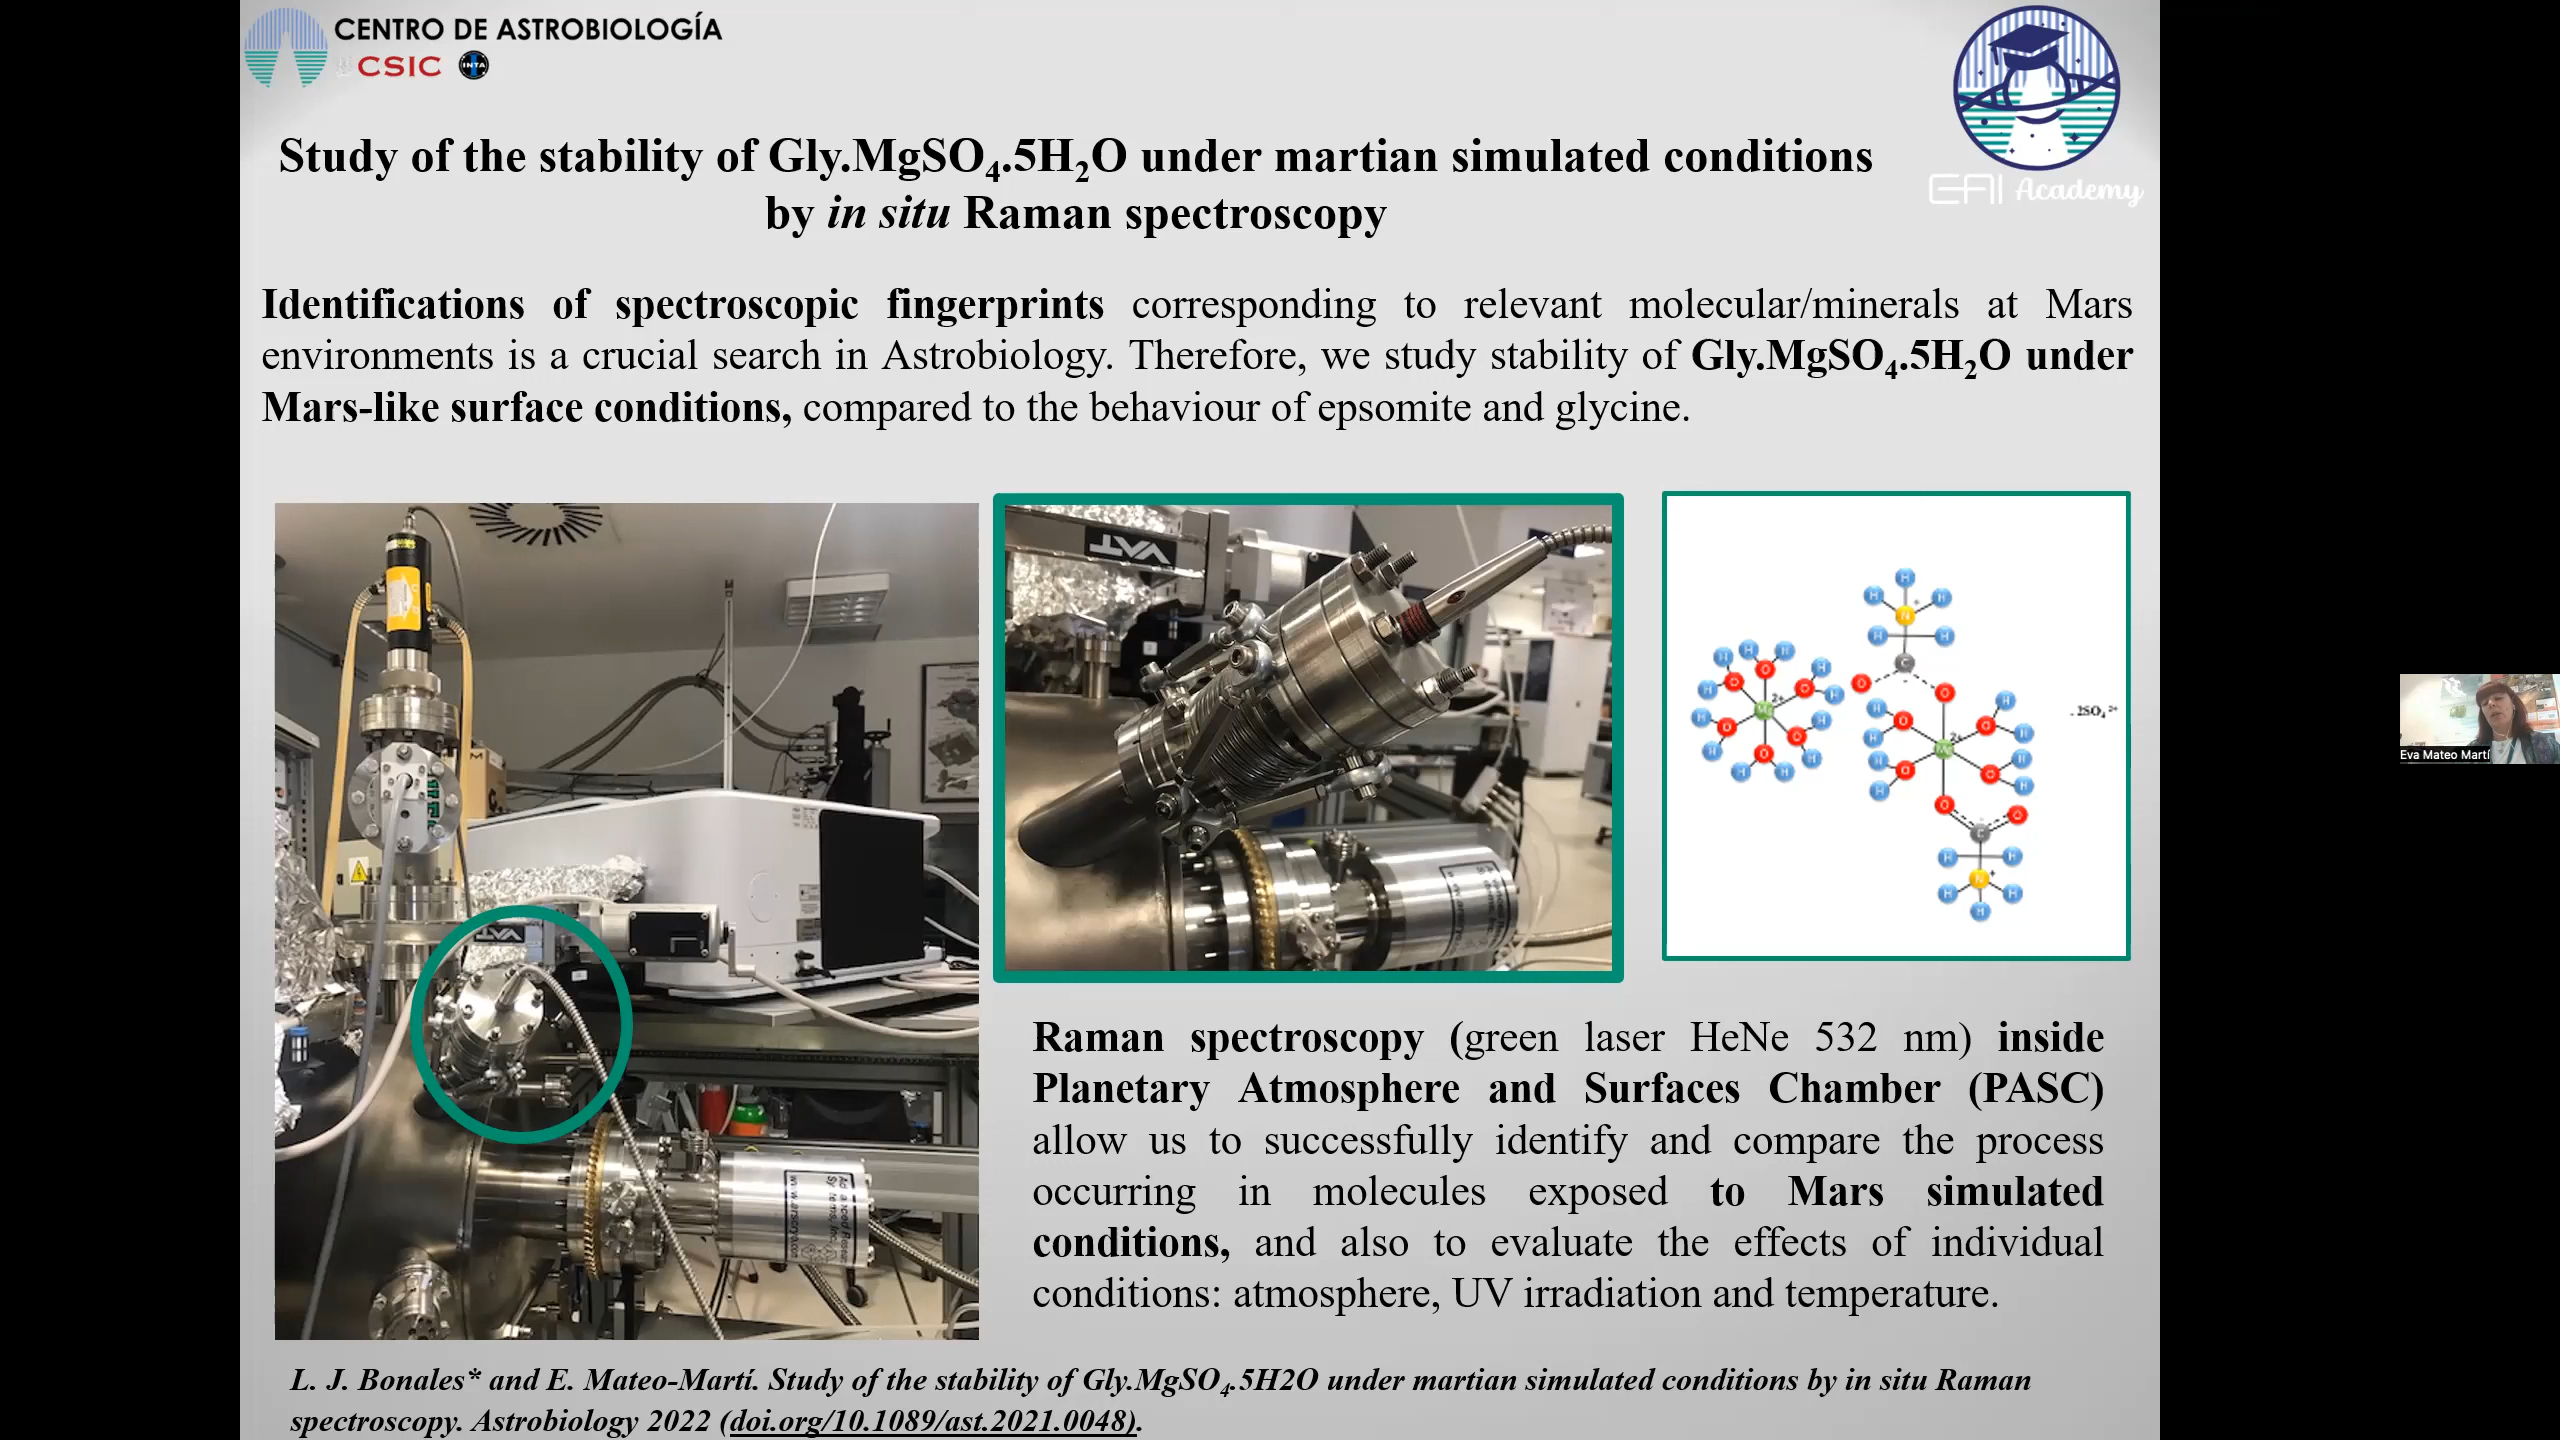 CENTRO DE ASTROBIOLOGÍA
CSIC INTA
EAI Academy
Study of the stability of Gly.MgSO₄.5H₂O under martian simulated conditions
by in situ Raman spectroscopy
Identifications of spectroscopic fingerprints corresponding to relevant molecular/minerals at Mars
environments is a crucial search in Astrobiology. Therefore, we study stability of Gly.MgSO₄.5H₂O under
Mars-like surface conditions, compared to the behaviour of epsomite and glycine.
VAT
VAT
.2SO₄²⁺
Eva Mateo Martí
Raman spectroscopy (green laser HeNe 532 nm) inside
Planetary Atmosphere and Surfaces Chamber (PASC)
allow us to successfully identify and compare the process
occurring in molecules exposed to Mars simulated
conditions, and also to evaluate the effects of individual
conditions: atmosphere, UV irradiation and temperature.
L. J. Bonales* and E. Mateo-Martí. Study of the stability of Gly.MgSO₄.5H2O under martian simulated conditions by in situ Raman
spectroscopy. Astrobiology 2022 (doi.org/10.1089/ast.2021.0048).